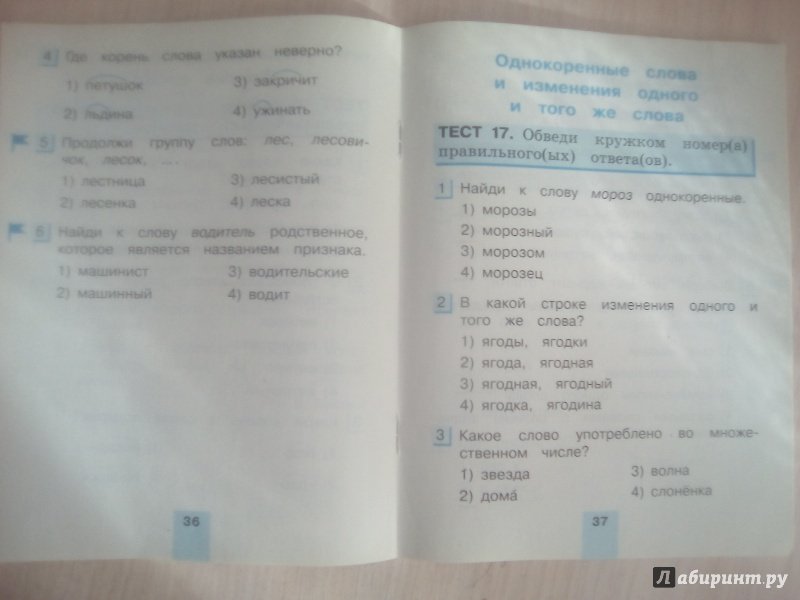 4 Где корень слова указан неверно?
1) петушок 3) закричит
2) льдина 4) ужинать
5 Продолжи группу слов: лес, лесови-
чок, лесок, ...
1) лестница 3) лесистый
2) лесенка 4) леска
6 Найди к слову водитель родственное,
которое является названием признака.
1) машинист 3) водительские
2) машинный 4) водит
36
Однокоренные слова
и изменения одного
и того же слова
ТЕСТ 17. Обведи кружком номер(а)
правильного(ых) ответа(ов).
1 Найди к слову мороз однокоренные.
1) морозы
2) морозный
3) морозом
4) морозец
2 В какой строке изменения одного и
того же слова?
1) ягоды, ягодки
2) ягода, ягодная
3) ягодная, ягодный
4) ягодка, ягодина
3 Какое слово употреблено во множе-
ственном числе?
1) звезда 3) волна
2) дома́ 4) слонёнка
37
Лабиринт.ру